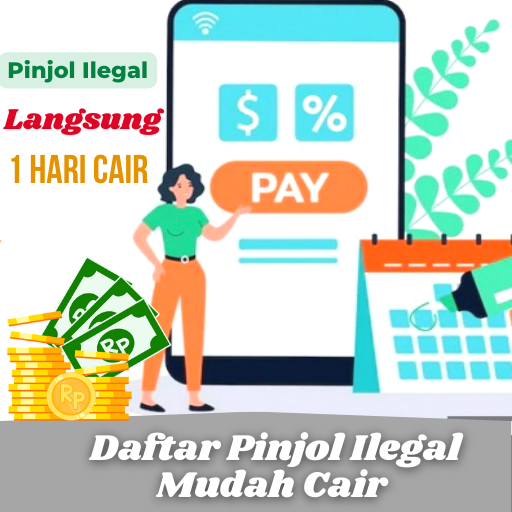 Pinjol Ilegal
Langsung
1 HARI CAIR
$ %
PAY
RP
Rp
Daftar Pinjol Ilegal
Mudah Cair